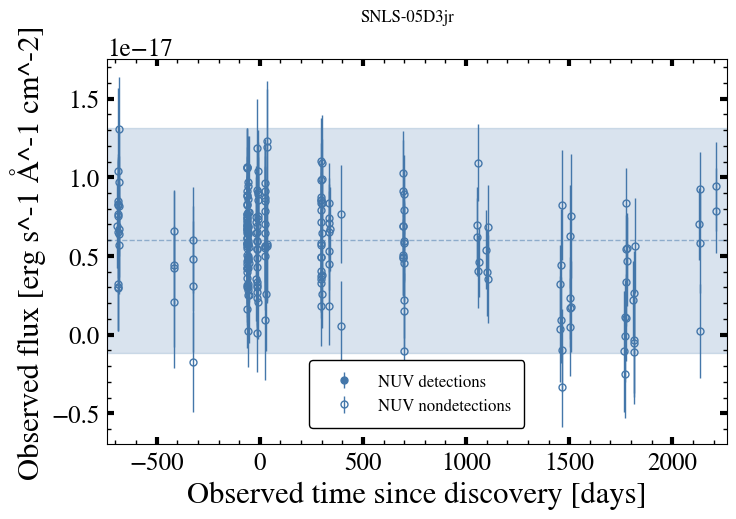 SNLS-05D3jr
1e−17
Observed flux [erg s^-1 Å^-1 cm^-2]
1.5
1.0
0.5
0.0
−0.5
NUV detections
NUV nondetections
−500 0 500 1000 1500 2000
Observed time since discovery [days]